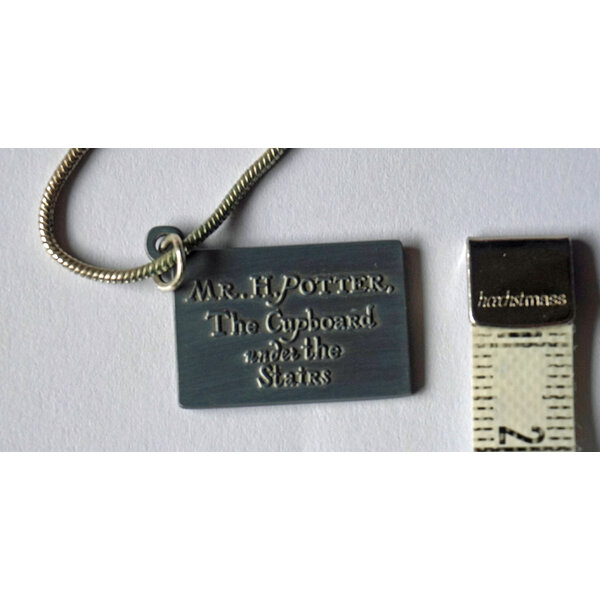 Mr. H. Potter,
The Cupboard
under the
Stairs
hoechstmass
2